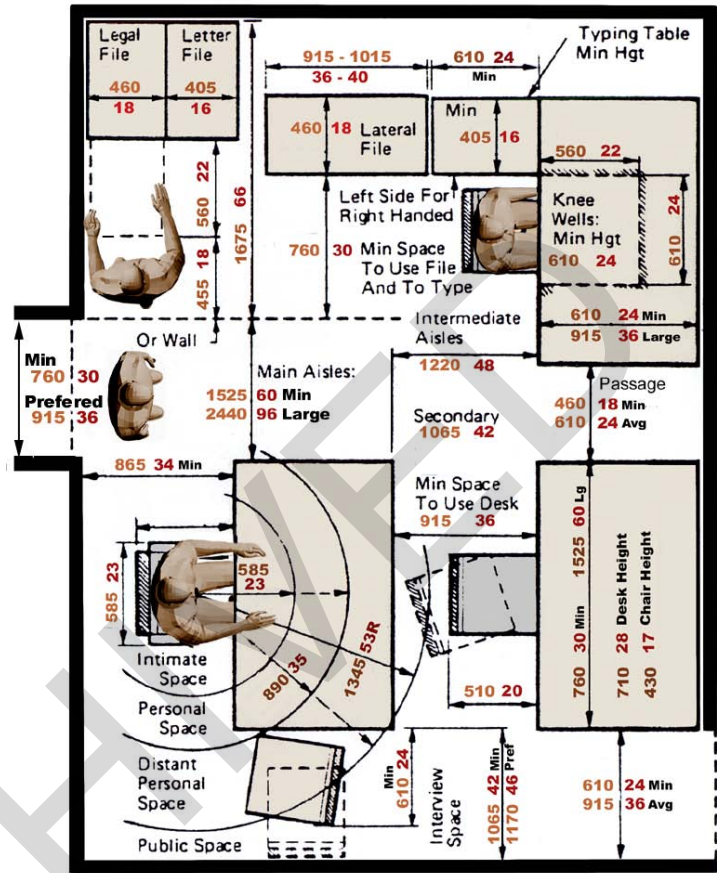 Legal
File
Letter
File
460
18
405
16
915 - 1015
36 - 40
610 24
Min
Typing Table
Min Hgt
460 18
Lateral
File
Min
405 16
560 22
560 22
455 18
1675 66
Left Side For
Right Handed
760 30
Min Space
To Use File
And To Type
Knee
Wells:
Min Hgt
610 24
610 24
Or Wall
Intermediate
Aisles
1220 48
610 24 Min
915 36 Large
Min
760 30
Prefered
915 36
Main Aisles:
1525 60 Min
2440 96 Large
Secondary
1065 42
Passage
460 18 Min
610 24 Avg
865 34 Min
Min Space
To Use Desk
915 36
585 23
585
23
890 35
1345 53R
Intimate
Space
Personal
Space
Distant
Personal
Space
Public Space
510 20
760 30 Min
1525 60 Lg
710 28 Desk Height
430 17 Chair Height
Min
610 24
Interview
Space
1065 42 Min
1170 46 Pref
610 24 Min
915 36 Avg
HIVED